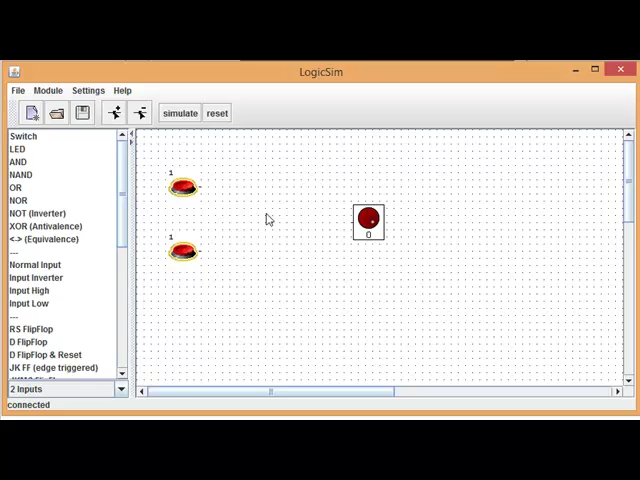 LogicSim
File Module Settings Help
simulate reset
Switch
LED
AND
NAND
OR
NOR
NOT (Inverter)
XOR (Antivalence)
<-> (Equivalence)
---
Normal Input
Input Inverter
Input High
Input Low
---
RS FlipFlop
D FlipFlop
D FlipFlop & Reset
JK FF (edge triggered)
2 Inputs
connected
1
1
0